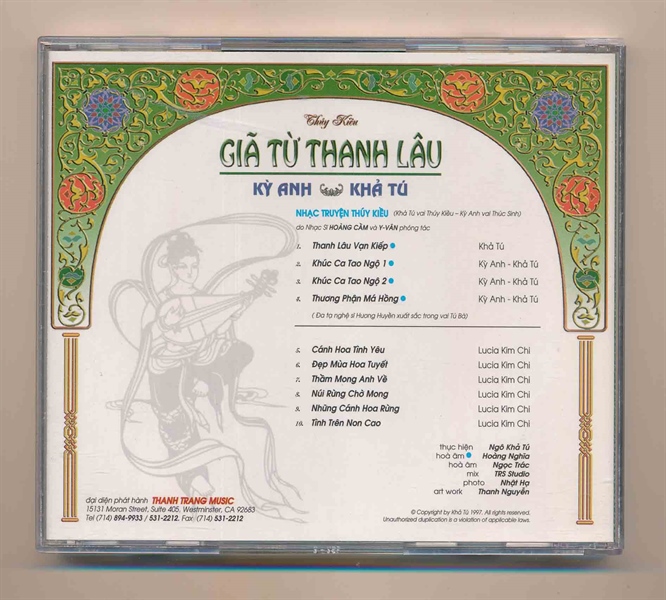 Thúy Kiều
GIÃ TỪ THANH LÂU
KỲ ANH KHẢ TÚ
NHẠC TRUYỆN THÚY KIỀU (Khả Tú vai Thúy Kiều - Kỳ Anh vai Thúc Sinh)
do Nhạc Sĩ HOÀNG CẦM và Y-VÂN phóng tác
1. Thanh Lâu Vạn Kiếp Khả Tú
2. Khúc Ca Tao Ngộ 1 Kỳ Anh - Khả Tú
3. Khúc Ca Tao Ngộ 2 Kỳ Anh - Khả Tú
4. Thương Phận Má Hồng Kỳ Anh - Khả Tú
( Đa tạ nghệ sĩ Hương Huyền xuất sắc trong vai Tú Bà)
5. Cánh Hoa Tình Yêu Lucia Kim Chi
6. Đẹp Mùa Hoa Tuyết Lucia Kim Chi
7. Thầm Mong Anh Về Lucia Kim Chi
8. Núi Rừng Chờ Mong Lucia Kim Chi
9. Những Cánh Hoa Rừng Lucia Kim Chi
10. Tình Trên Non Cao Lucia Kim Chi
thực hiện Ngô Khả Tú
hoà âm Hoàng Nghĩa
hoà âm Ngọc Trác
mix TRS Studio
photo Nhật Hạ
art work Thanh Nguyễn
đại diện phát hành THANH TRANG MUSIC
15131 Moran Street, Suite 405, Westminster, CA 92683
Tel (714) 894-9933 / 531-2212. Fax (714) 531-2212
© Copyright by Khả Tú 1997. All rights reserved.
Unauthorized duplication is a violation of applicable laws.